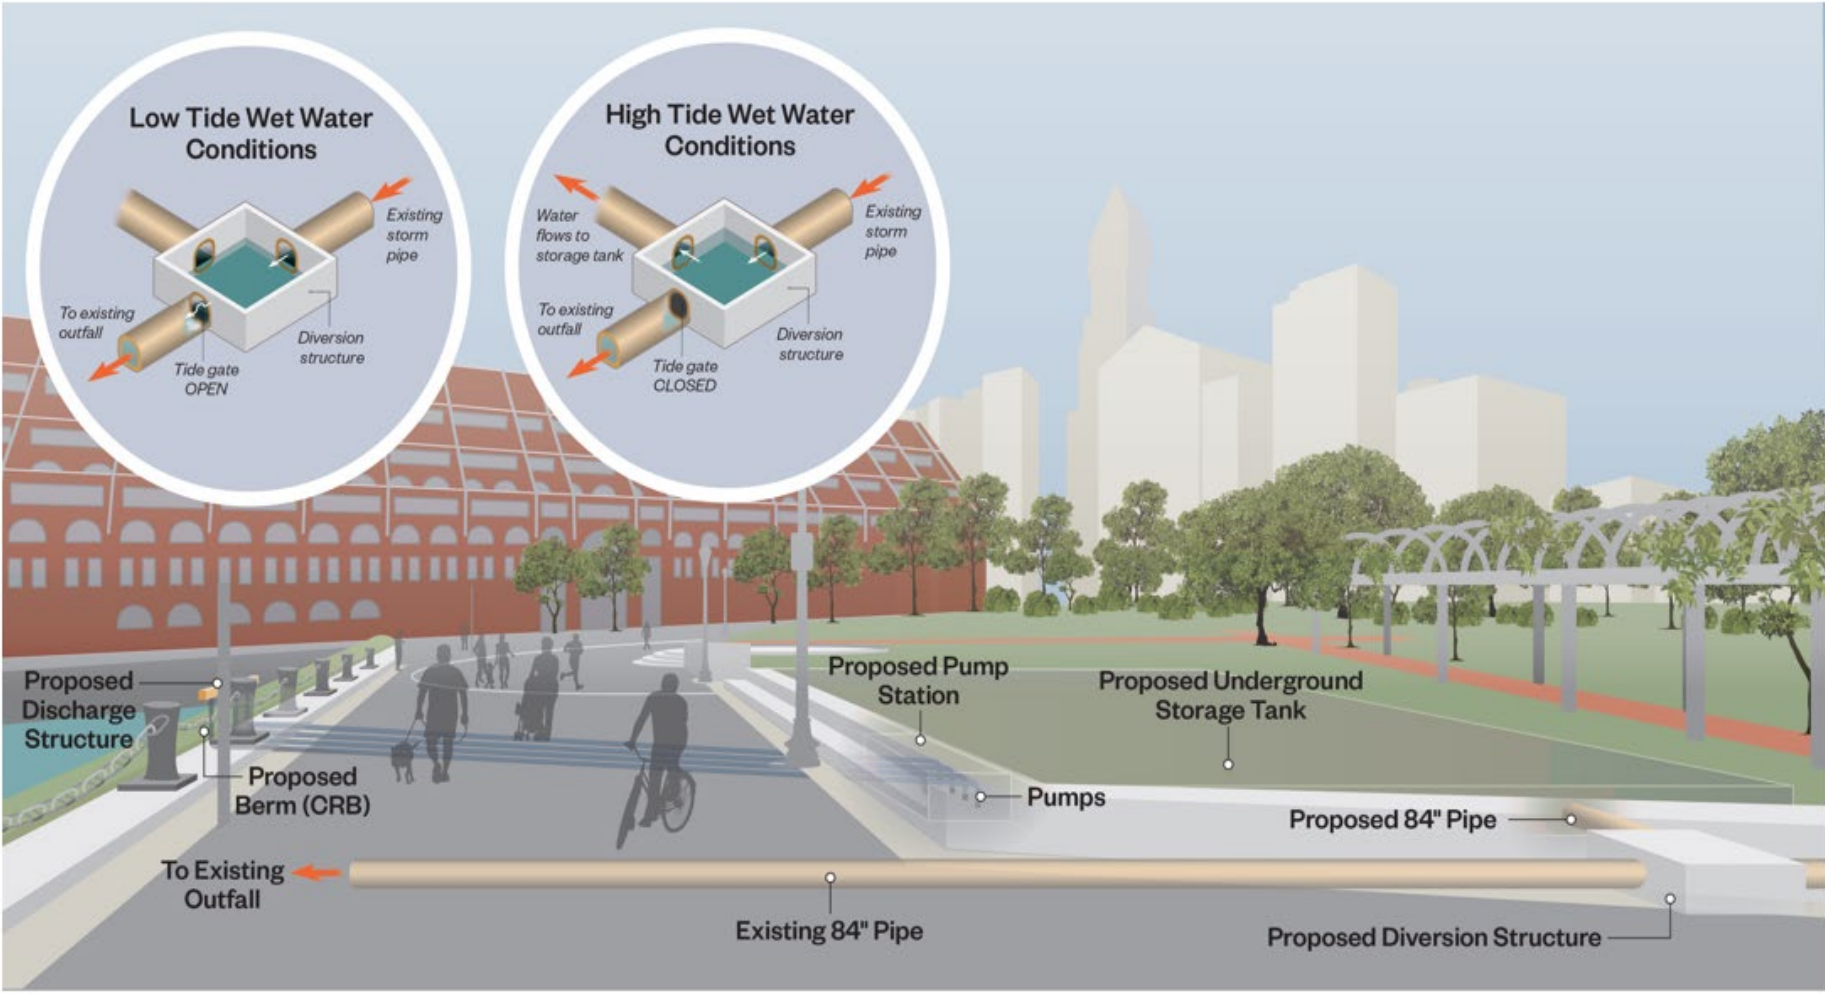 Low Tide Wet Water
Conditions
Existing
storm
pipe
To existing
outfall
Diversion
structure
Tide gate
OPEN
High Tide Wet Water
Conditions
Water
flows to
storage tank
Existing
storm
pipe
To existing
outfall
Diversion
structure
Tide gate
CLOSED
Proposed
Discharge
Structure
Proposed
Berm (CRB)
Proposed Pump
Station
Proposed Underground
Storage Tank
Pumps
Proposed 84" Pipe
To Existing
Outfall
Existing 84" Pipe
Proposed Diversion Structure